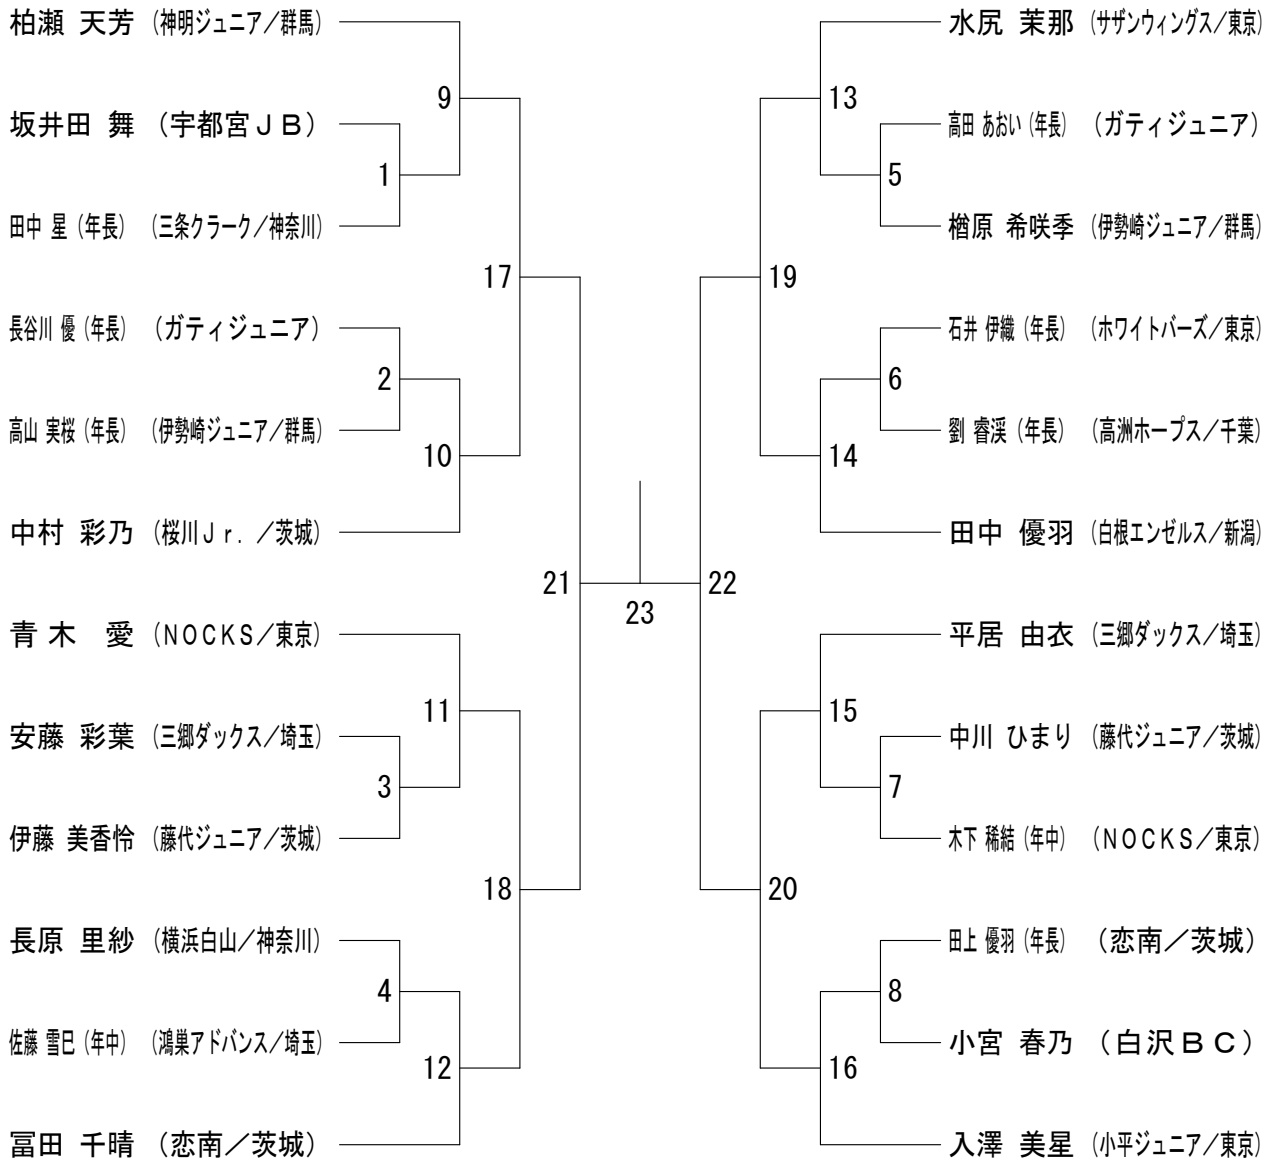 柏瀬 天芳 （神明ジュニア／群馬）
9
坂井田 舞 （宇都宮ＪＢ）
1
田中 星（年長） （三条クラーク／神奈川）
17
長谷川 優（年長） （ガティジュニア）
2
高山 実桜（年長） （伊勢崎ジュニア／群馬）
10
中村 彩乃 （桜川Ｊｒ．／茨城）
21
青木 愛 （ＮＯＣＫＳ／東京）
11
安藤 彩葉 （三郷ダックス／埼玉）
3
伊藤 美香怜 （藤代ジュニア／茨城）
18
長原 里紗 （横浜白山／神奈川）
4
佐藤 雪巳（年中） （鴻巣アドバンス／埼玉）
12
冨田 千晴 （恋南／茨城）
23
水尻 茉那 （サザンウィングス／東京）
13
高田 あおい（年長） （ガティジュニア）
5
楢原 希咲季 （伊勢崎ジュニア／群馬）
19
石井 伊織（年長） （ホワイトバーズ／東京）
6
劉 睿渓（年長） （高洲ホープス／千葉）
14
田中 優羽 （白根エンゼルス／新潟）
22
平居 由衣 （三郷ダックス／埼玉）
15
中川 ひまり （藤代ジュニア／茨城）
7
木下 稀結（年中） （ＮＯＣＫＳ／東京）
20
田上 優羽（年長） （恋南／茨城）
8
小宮 春乃 （白沢ＢＣ）
16
入澤 美星 （小平ジュニア／東京）